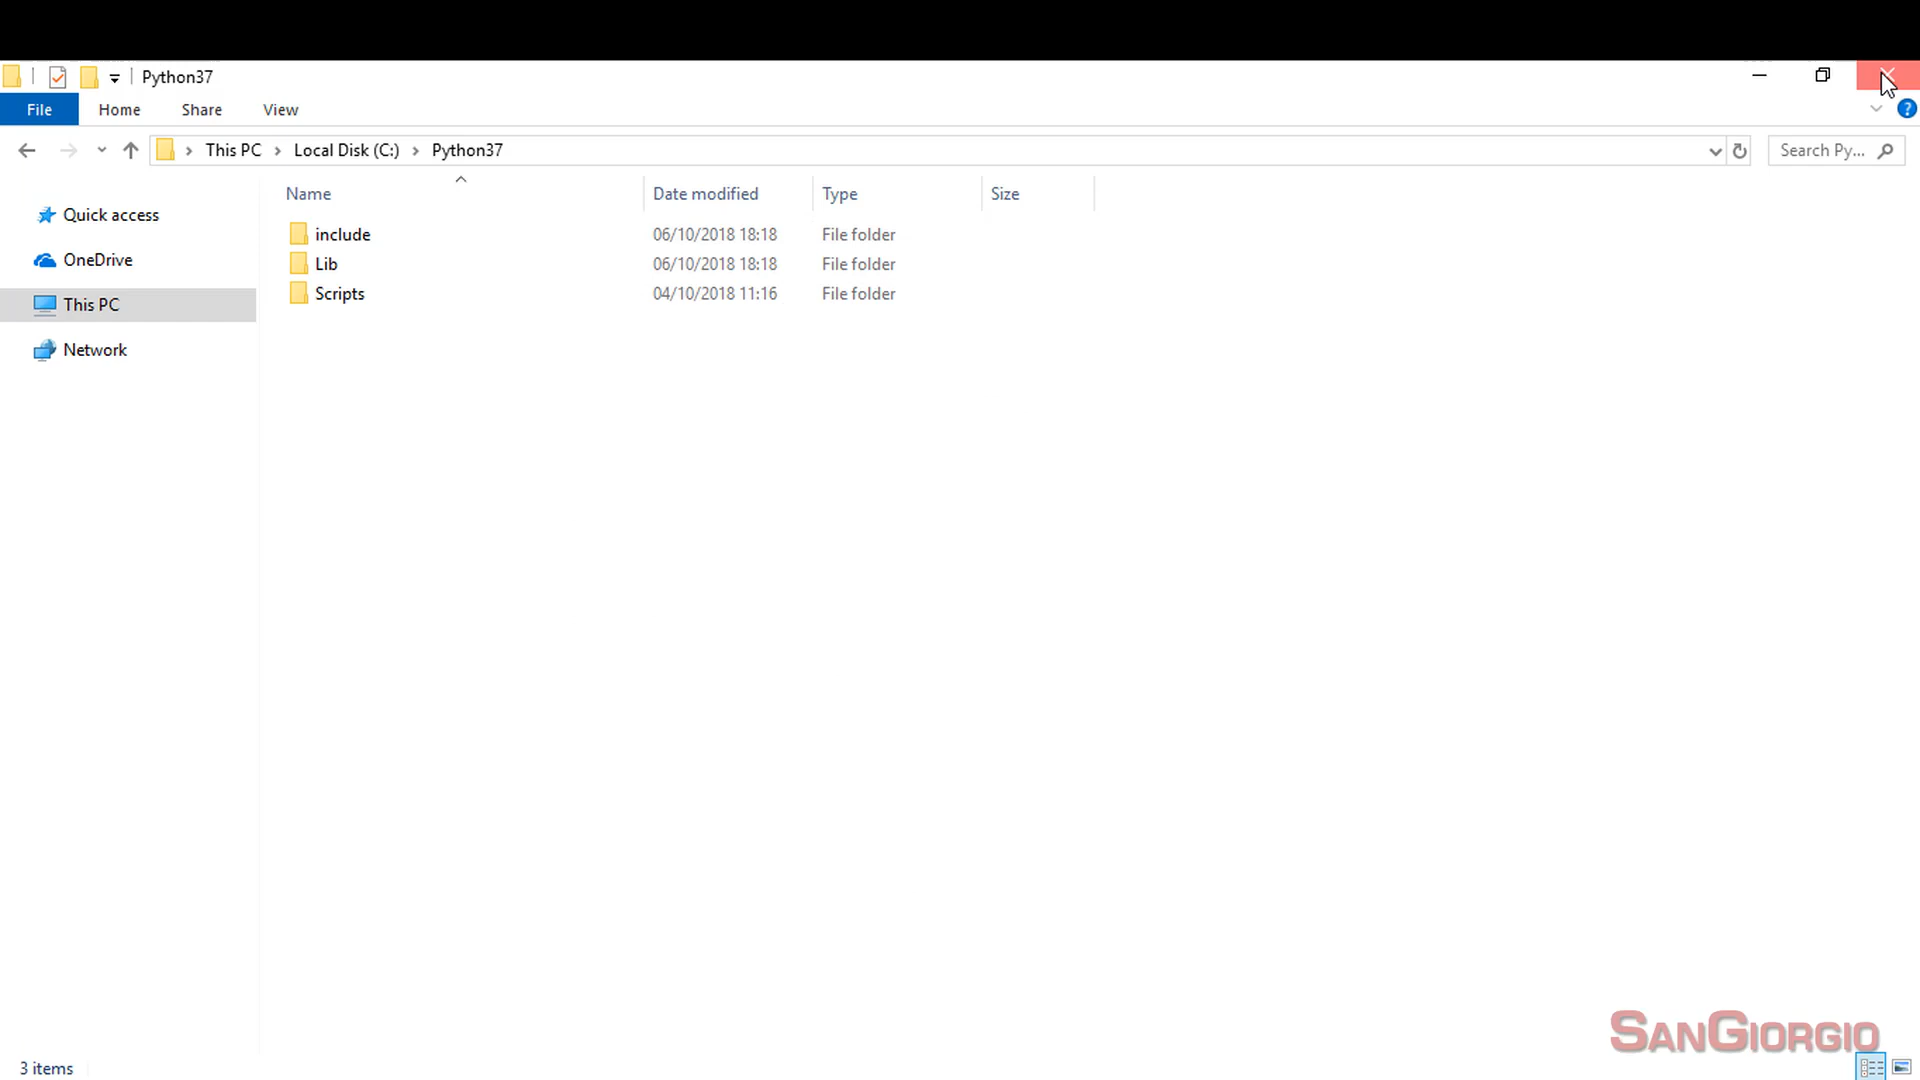 Python37
File Home Share View
This PC Local Disk (C:) Python37 Search Py...
Name Date modified Type Size
Quick access
include 06/10/2018 18:18 File folder
OneDrive
Lib 06/10/2018 18:18 File folder
Scripts 04/10/2018 11:16 File folder
This PC
Network
SANGIORGIO
3 items